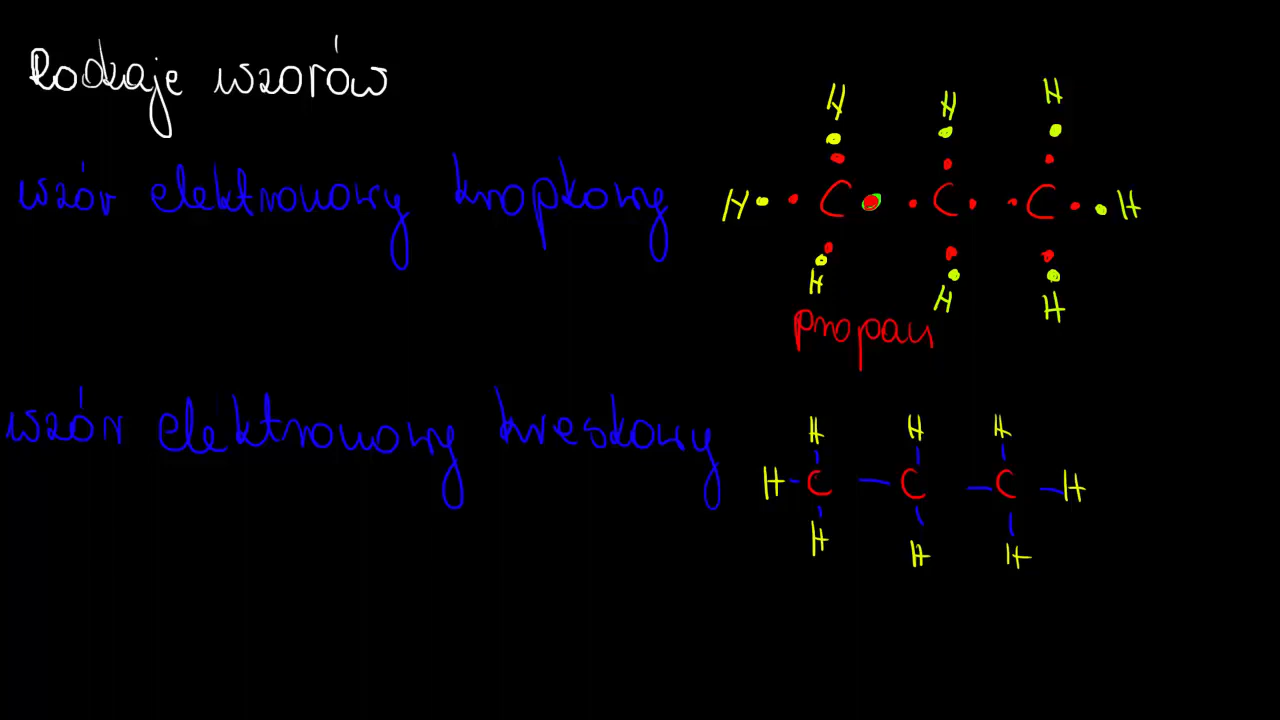 Rodzaje wzorów
wzór elektronowy kropkowy
H H H
H C C C H
H H H
propan
wzór elektronowy kreskowy
H H H
H - C - C - C - H
H H H